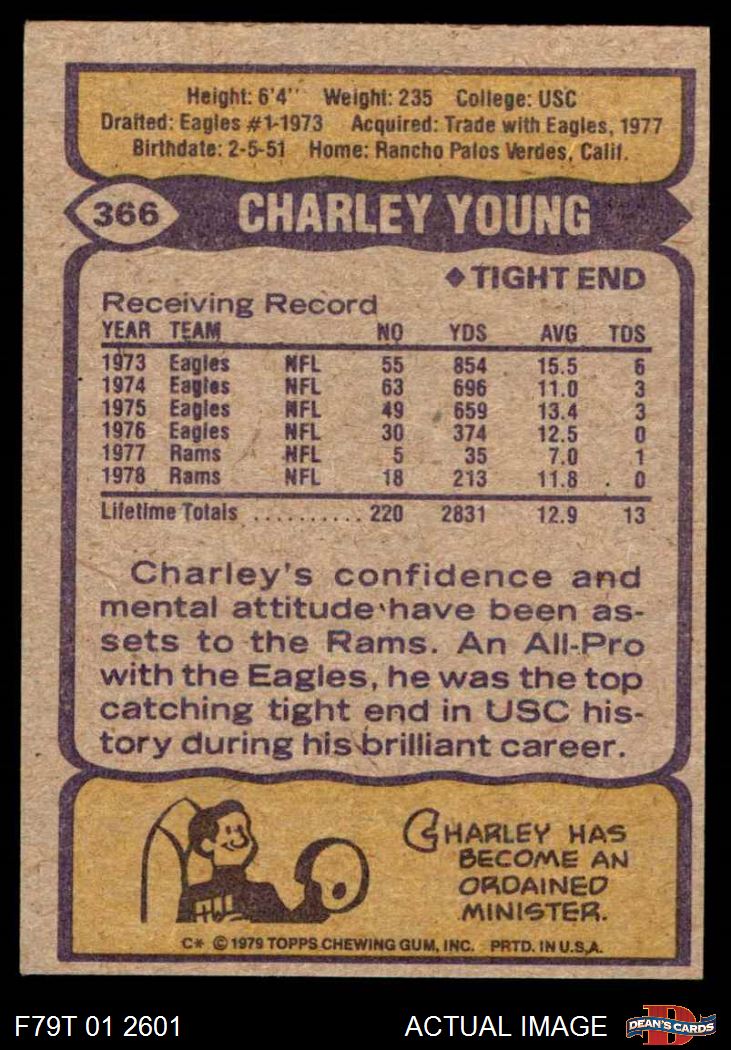 Height: 6'4'' Weight: 235 College: USC
Drafted: Eagles #1-1973 Acquired: Trade with Eagles, 1977
Birthdate: 2-5-51 Home: Rancho Palos Verdes, Calif.
366 CHARLEY YOUNG
♦TIGHT END
Receiving Record
YEAR TEAM NO YDS AVG TDS
1973 Eagles NFL 55 854 15.5 6
1974 Eagles NFL 63 696 11.0 3
1975 Eagles NFL 49 659 13.4 3
1976 Eagles NFL 30 374 12.5 0
1977 Rams NFL 5 35 7.0 1
1978 Rams NFL 18 213 11.8 0
Lifetime Totals .......... 220 2831 12.9 13
Charley's confidence and
mental attitude have been as-
sets to the Rams. An All-Pro
with the Eagles, he was the top
catching tight end in USC his-
tory during his brilliant career.
CHARLEY HAS
BECOME AN
ORDAINED
MINISTER.
C* © 1979 TOPPS CHEWING GUM, INC. PRTD. IN U.S.A.
F79T 01 2601 ACTUAL IMAGE DEAN'S CARDS